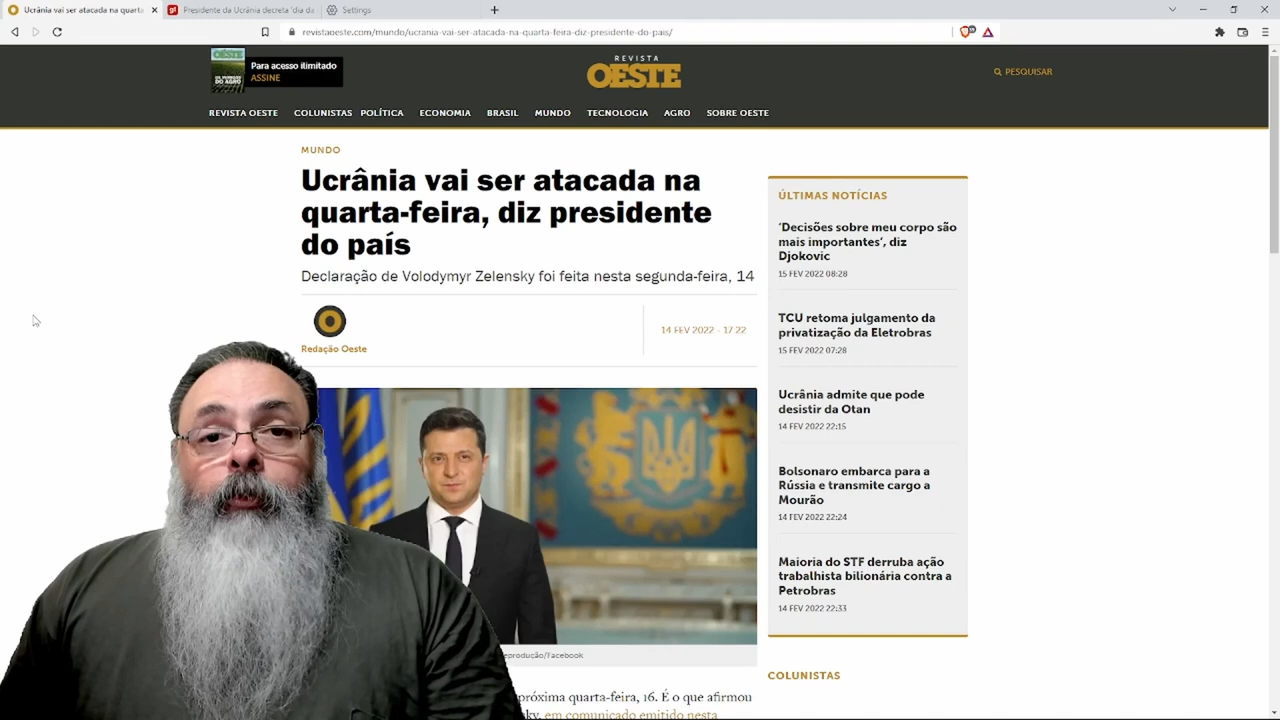 Ucrânia vai ser atacada na quarta
Presidente da Ucrânia decreta 'dia da
Settings
revistaoeste.com/mundo/ucrania-vai-ser-atacada-na-quarta-feira-diz-presidente-do-pais/
OESTE
Para acesso ilimitado
ASSINE
REVISTA
OESTE
PESQUISAR
REVISTA OESTE COLUNISTAS POLÍTICA ECONOMIA BRASIL MUNDO TECNOLOGIA AGRO SOBRE OESTE
MUNDO
Ucrânia vai ser atacada na
quarta-feira, diz presidente
do país
Declaração de Volodymyr Zelensky foi feita nesta segunda-feira, 14
Redação Oeste
14 FEV 2022 - 17:22
eprodução/Facebook
próxima quarta-feira, 16. É o que afirmou
sky, em comunicado emitido nesta
ÚLTIMAS NOTÍCIAS
‘Decisões sobre meu corpo são
mais importantes’, diz
Djokovic
15 FEV 2022 08:28
TCU retoma julgamento da
privatização da Eletrobras
15 FEV 2022 07:28
Ucrânia admite que pode
desistir da Otan
14 FEV 2022 22:15
Bolsonaro embarca para a
Rússia e transmite cargo a
Mourão
14 FEV 2022 22:24
Maioria do STF derruba ação
trabalhista bilionária contra a
Petrobras
14 FEV 2022 22:33
COLUNISTAS